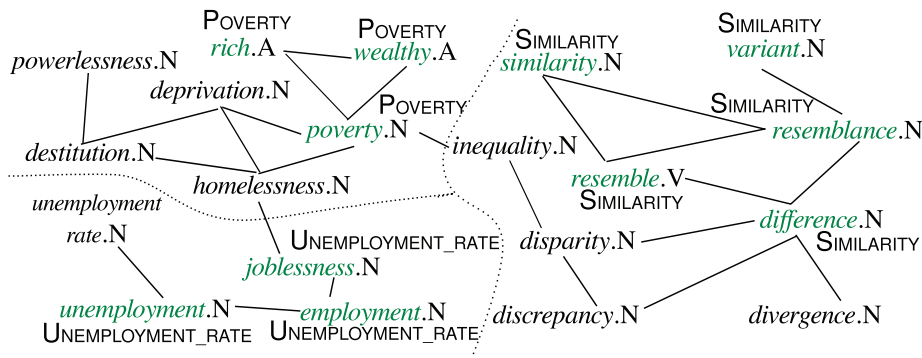 POVERTY
rich.A
POVERTY
wealthy.A
powerlessness.N
deprivation.N
POVERTY
poverty.N
destitution.N
homelessness.N
SIMILARITY
similarity.N
SIMILARITY
variant.N
SIMILARITY
resemblance.N
inequality.N
resemble.V
SIMILARITY
difference.N
SIMILARITY
disparity.N
discrepancy.N
divergence.N
unemployment
rate.N
UNEMPLOYMENT_RATE
joblessness.N
unemployment.N
UNEMPLOYMENT_RATE
employment.N
UNEMPLOYMENT_RATE